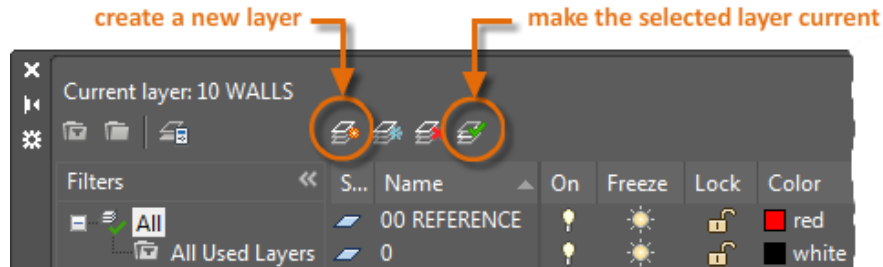 create a new layer make the selected layer current
Current layer: 10 WALLS
Filters S... Name On Freeze Lock Color
All 00 REFERENCE red
All Used Layers 0 white